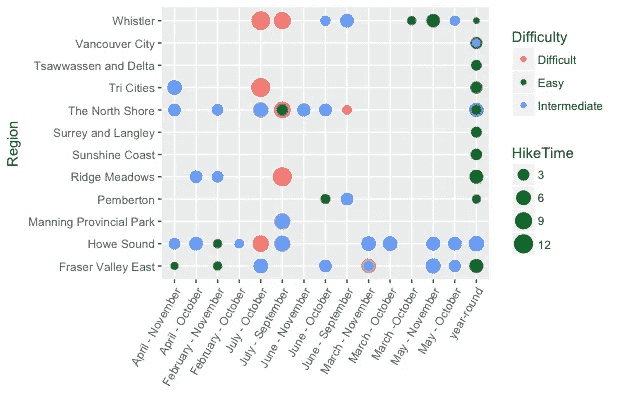 Region
Whistler
Vancouver City
Tsawwassen and Delta
Tri Cities
The North Shore
Surrey and Langley
Sunshine Coast
Ridge Meadows
Pemberton
Manning Provincial Park
Howe Sound
Fraser Valley East
April - November
April - October
February - November
February - October
July - October
July - September
June - November
June - October
June - September
March - November
March - October
March -October
May - November
May - October
year-round
Difficulty
Difficult
Easy
Intermediate
HikeTime
3
6
9
12